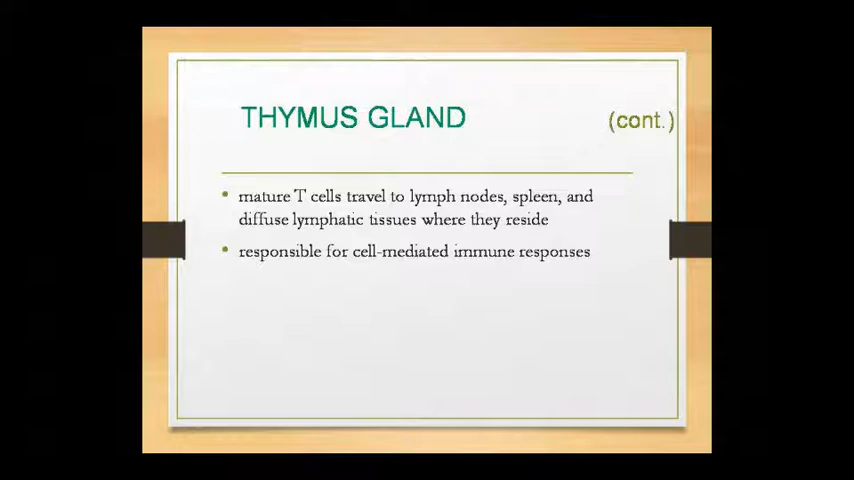 THYMUS GLAND (cont.)
• mature T cells travel to lymph nodes, spleen, and
diffuse lymphatic tissues where they reside
• responsible for cell-mediated immune responses